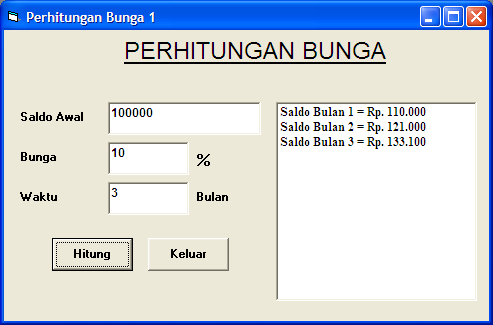 Perhitungan Bunga 1
PERHITUNGAN BUNGA
Saldo Awal
100000
Bunga
10
%
Waktu
3
Bulan
Hitung
Keluar
Saldo Bulan 1 = Rp. 110.000
Saldo Bulan 2 = Rp. 121.000
Saldo Bulan 3 = Rp. 133.100